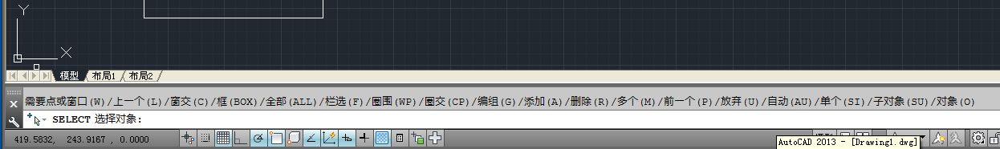 Y
X
模型 布局1 布局2
需要点或窗口(W)/上一个(L)/窗交(C)/框(BOX)/全部(ALL)/栏选(F)/圈围(WP)/圈交(CP)/编组(G)/添加(A)/删除(R)/多个(M)/前一个(P)/放弃(U)/自动(AU)/单个(SI)/子对象(SU)/对象(O)
SELECT 选择对象:
419.5832, 243.9167 , 0.0000
AutoCAD 2013 - [Drawing1.dwg]